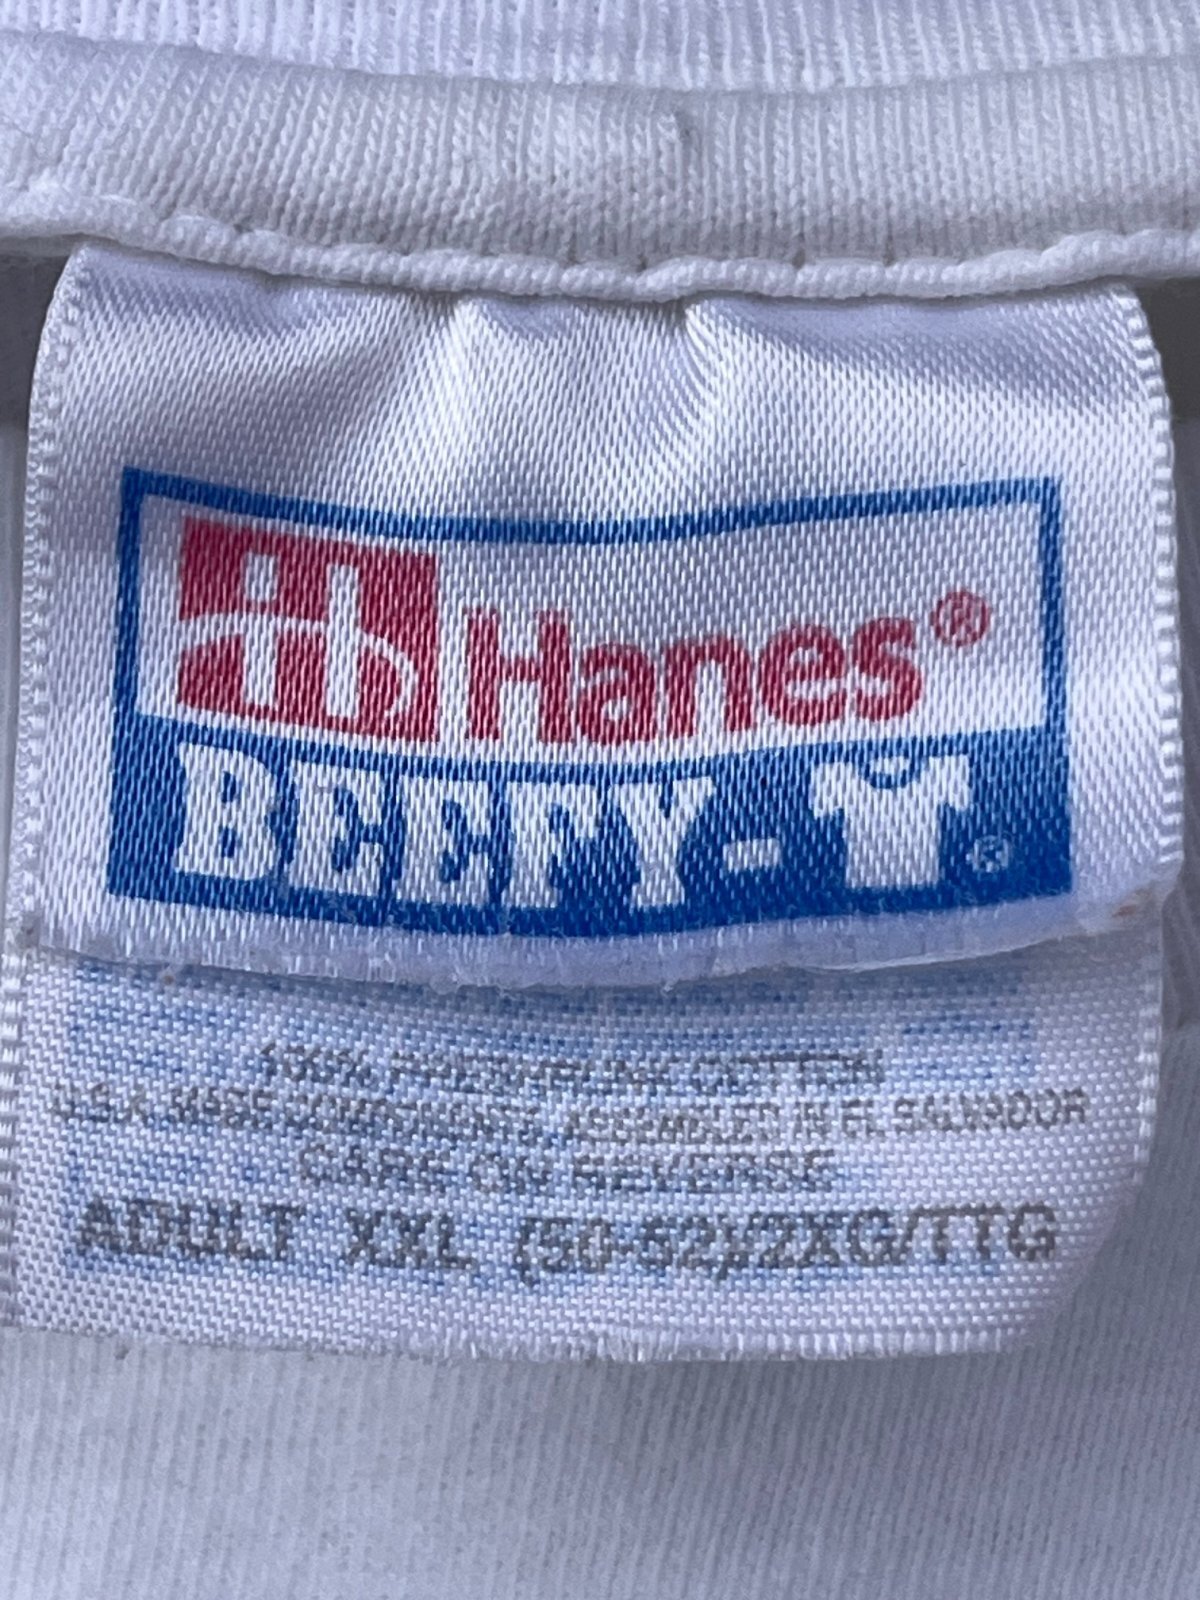 Hanes®
BEEFY-T®
100% PRESHRUNK COTTON
U.S.A. MADE COMPONENTS, ASSEMBLED IN EL SALVADOR
CARE ON REVERSE
ADULT XXL (50-52)/2XG/TTG